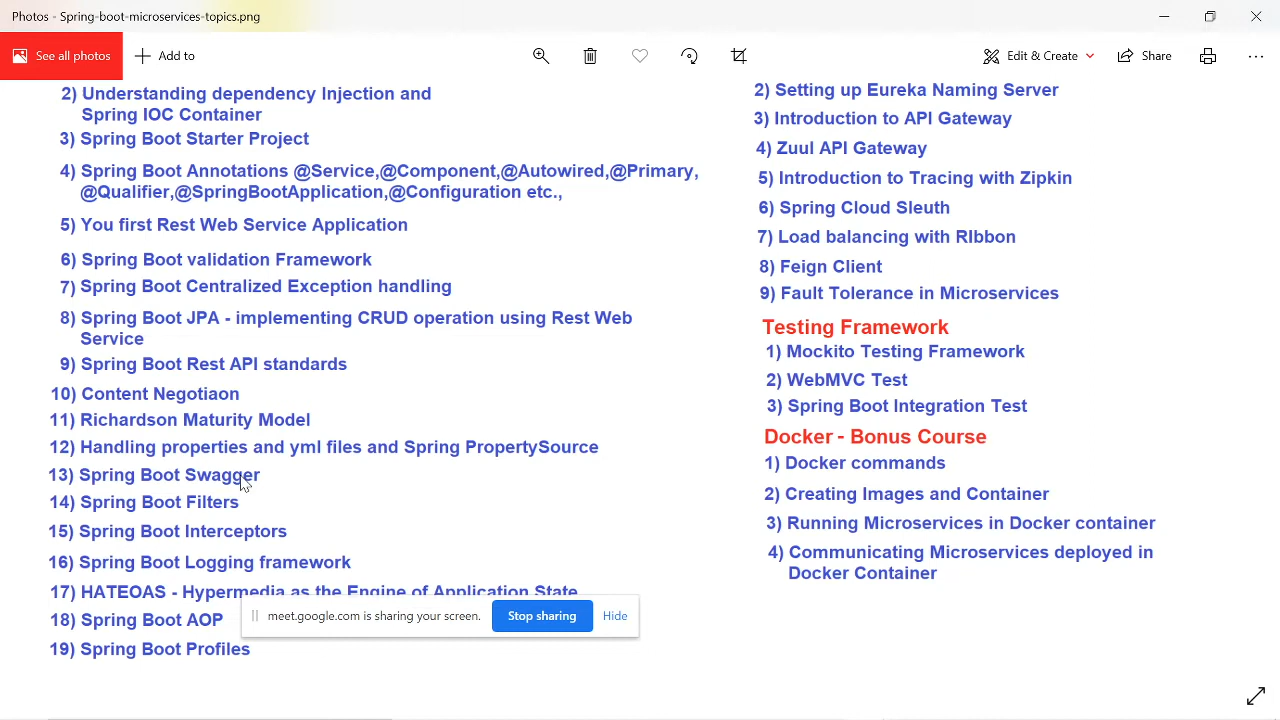 Photos - Spring-boot-microservices-topics.png
See all photos
Add to
Edit & Create
Share
2) Understanding dependency Injection and
Spring IOC Container
3) Spring Boot Starter Project
4) Spring Boot Annotations @Service,@Component,@Autowired,@Primary,
@Qualifier,@SpringBootApplication,@Configuration etc.,
5) You first Rest Web Service Application
6) Spring Boot validation Framework
7) Spring Boot Centralized Exception handling
8) Spring Boot JPA - implementing CRUD operation using Rest Web
Service
9) Spring Boot Rest API standards
10) Content Negotiaon
11) Richardson Maturity Model
12) Handling properties and yml files and Spring PropertySource
13) Spring Boot Swagger
14) Spring Boot Filters
15) Spring Boot Interceptors
16) Spring Boot Logging framework
17) HATEOAS - Hypermedia as the Engine of Application State
18) Spring Boot AOP
19) Spring Boot Profiles
2) Setting up Eureka Naming Server
3) Introduction to API Gateway
4) Zuul API Gateway
5) Introduction to Tracing with Zipkin
6) Spring Cloud Sleuth
7) Load balancing with RIbbon
8) Feign Client
9) Fault Tolerance in Microservices
Testing Framework
1) Mockito Testing Framework
2) WebMVC Test
3) Spring Boot Integration Test
Docker - Bonus Course
1) Docker commands
2) Creating Images and Container
3) Running Microservices in Docker container
4) Communicating Microservices deployed in
Docker Container
meet.google.com is sharing your screen.
Stop sharing
Hide